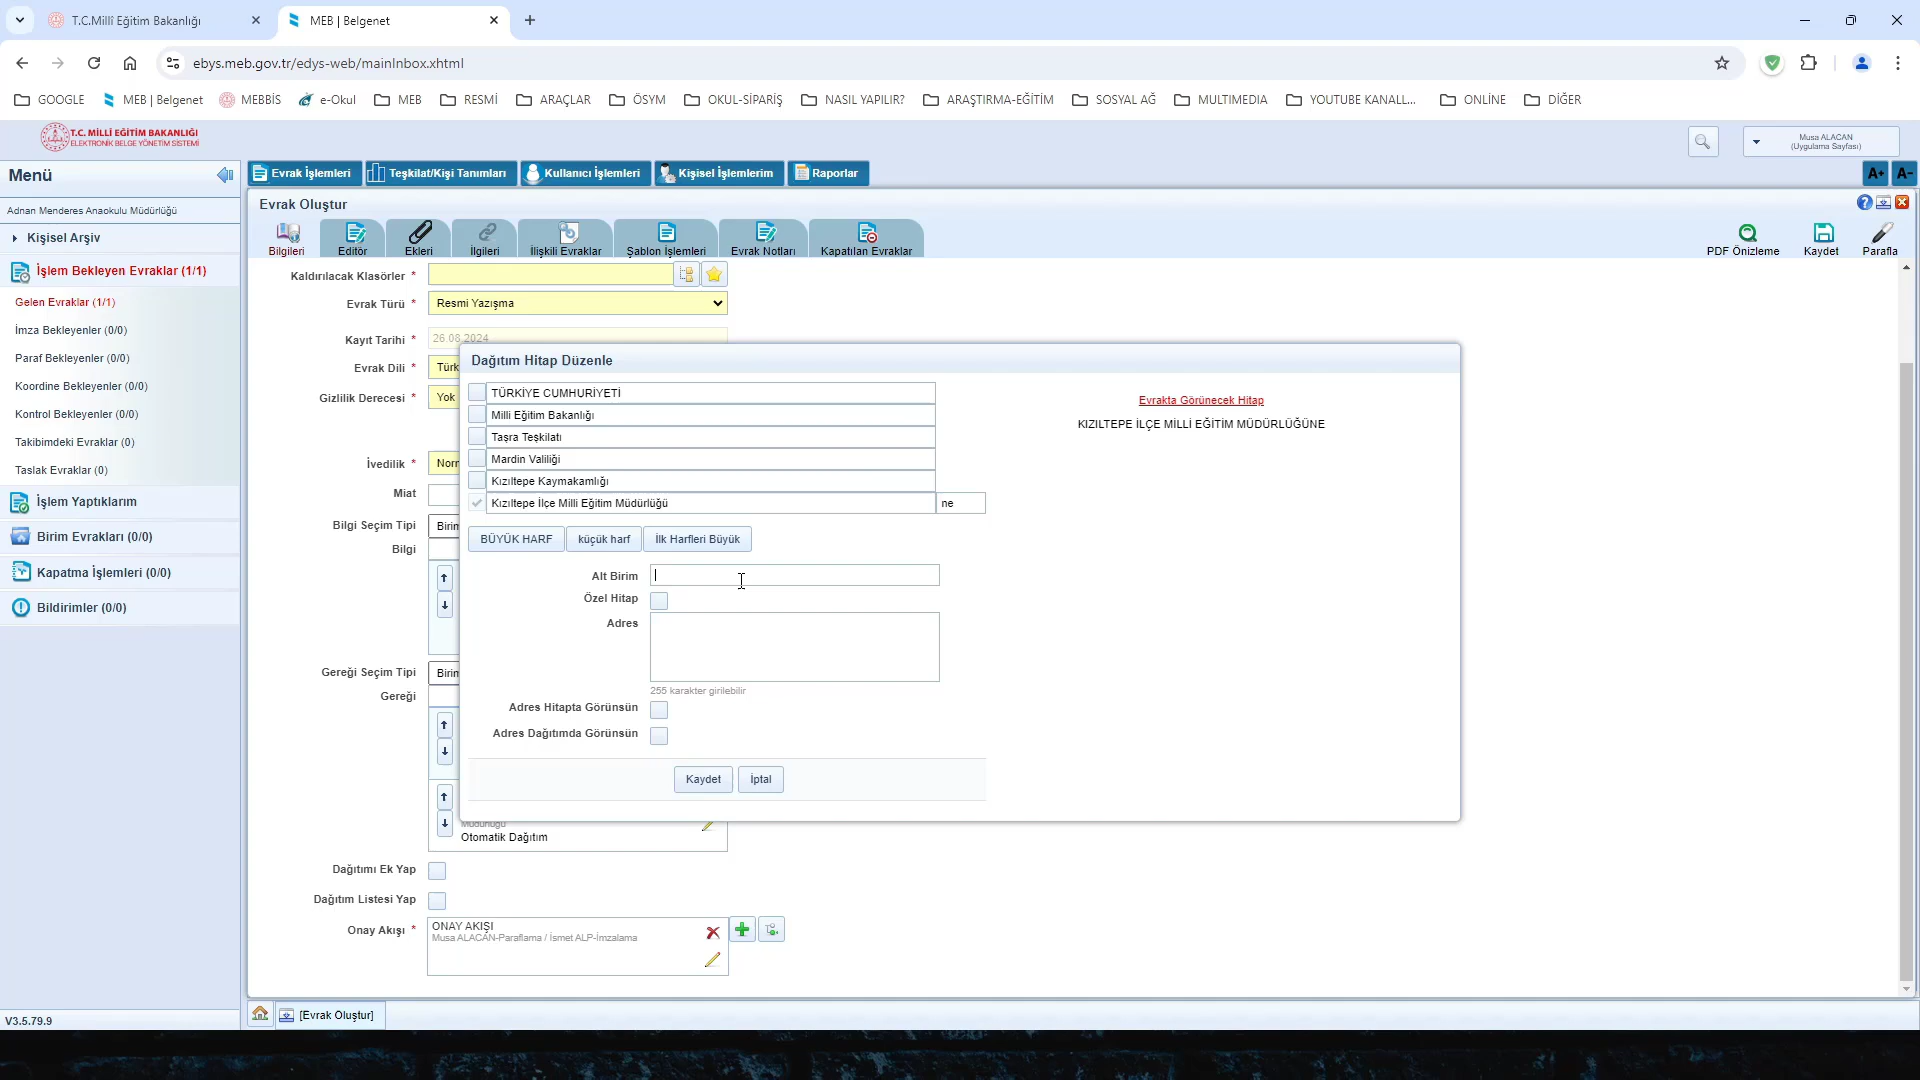 T.C.Millî Eğitim Bakanlığı
MEB | Belgenet
ebys.meb.gov.tr/edys-web/mainInbox.xhtml
GOOGLE
MEB | Belgenet
MEBBİS
e-Okul
MEB
RESMİ
ARAÇLAR
ÖSYM
OKUL-SİPARİŞ
NASIL YAPILIR?
ARAŞTIRMA-EĞİTİM
SOSYAL AĞ
MULTIMEDIA
YOUTUBE KANALL...
ONLİNE
DİĞER
T.C. MİLLİ EĞİTİM BAKANLIĞI
ELEKTRONİK BELGE YÖNETİM SİSTEMİ
Musa ALACAN
(Uygulama Sayfası)
Menü
Evrak İşlemleri
Teşkilat/Kişi Tanımları
Kullanıcı İşlemleri
Kişisel İşlemlerim
Raporlar
A+
A-
Adnan Menderes Anaokulu Müdürlüğü
Kişisel Arşiv
İşlem Bekleyen Evraklar (1/1)
Gelen Evraklar (1/1)
İmza Bekleyenler (0/0)
Paraf Bekleyenler (0/0)
Koordine Bekleyenler (0/0)
Kontrol Bekleyenler (0/0)
Takibimdeki Evraklar (0)
Taslak Evraklar (0)
İşlem Yaptıklarım
Birim Evrakları (0/0)
Kapatma İşlemleri (0/0)
Bildirimler (0/0)
V3.5.79.9
Evrak Oluştur
Bilgileri
Editör
Ekleri
İlgileri
İlişkili Evraklar
Şablon İşlemleri
Evrak Notları
Kapatılan Evraklar
PDF Önizleme
Kaydet
Parafla
Kaldırılacak Klasörler *
Evrak Türü * Resmi Yazışma
Kayıt Tarihi * 26.08.2024
Evrak Dili * Türk
Gizlilik Derecesi * Yok
İvedilik * Norm
Miat
Bilgi Seçim Tipi Birim
Bilgi
Gereği Seçim Tipi Birim
Gereği
Müdürlüğü
Otomatik Dağıtım
Dağıtımı Ek Yap
Dağıtım Listesi Yap
Onay Akışı * ONAY AKIŞI
Musa ALACAN-Paraflama / İsmet ALP-İmzalama
Dağıtım Hitap Düzenle
TÜRKİYE CUMHURİYETİ
Milli Eğitim Bakanlığı
Taşra Teşkilatı
Mardin Valiliği
Kızıltepe Kaymakamlığı
Kızıltepe İlçe Milli Eğitim Müdürlüğü ne
Evrakta Görünecek Hitap
KIZILTEPE İLÇE MİLLİ EĞİTİM MÜDÜRLÜĞÜNE
BÜYÜK HARF
küçük harf
İlk Harfleri Büyük
Alt Birim
Özel Hitap
Adres
255 karakter girilebilir
Adres Hitapta Görünsün
Adres Dağıtımda Görünsün
Kaydet
İptal
[Evrak Oluştur]